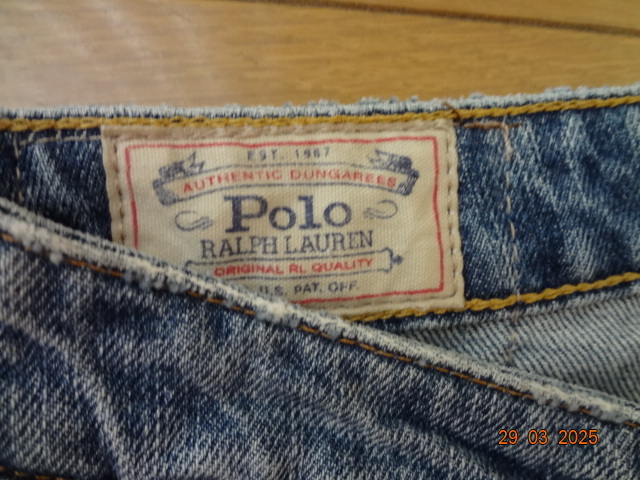 EST. 1967
AUTHENTIC DUNGAREES
Polo
RALPH LAUREN
ORIGINAL RL QUALITY
U.S. PAT. OFF.
29 03 2025